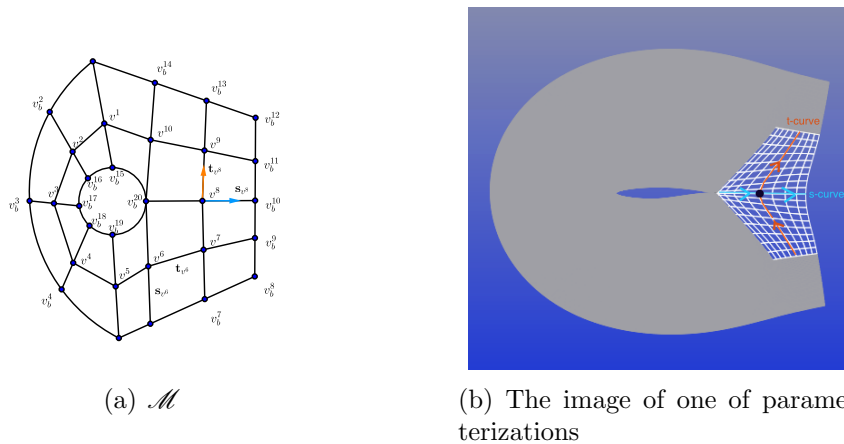 v_b^{14}
v_b^{13}
v_b^2
v_b^{12}
v^1
v^{10}
v^9
v^2
v_b^{11}
v_b^{15}
t_{v^8}
v_b^{16}
s_{v^8}
v_b^3
v^3
v_b^{17}
v_b^{20}
v^8
v_b^{10}
v_b^{18}
v_b^{19}
v_b^9
v^7
v^4
v^6
v^5
t_{v^6}
v_b^4
s_{v^6}
v_b^8
v_b^7
(a) ℳ
t-curve
s-curve
(b) The image of one of parame
terizations